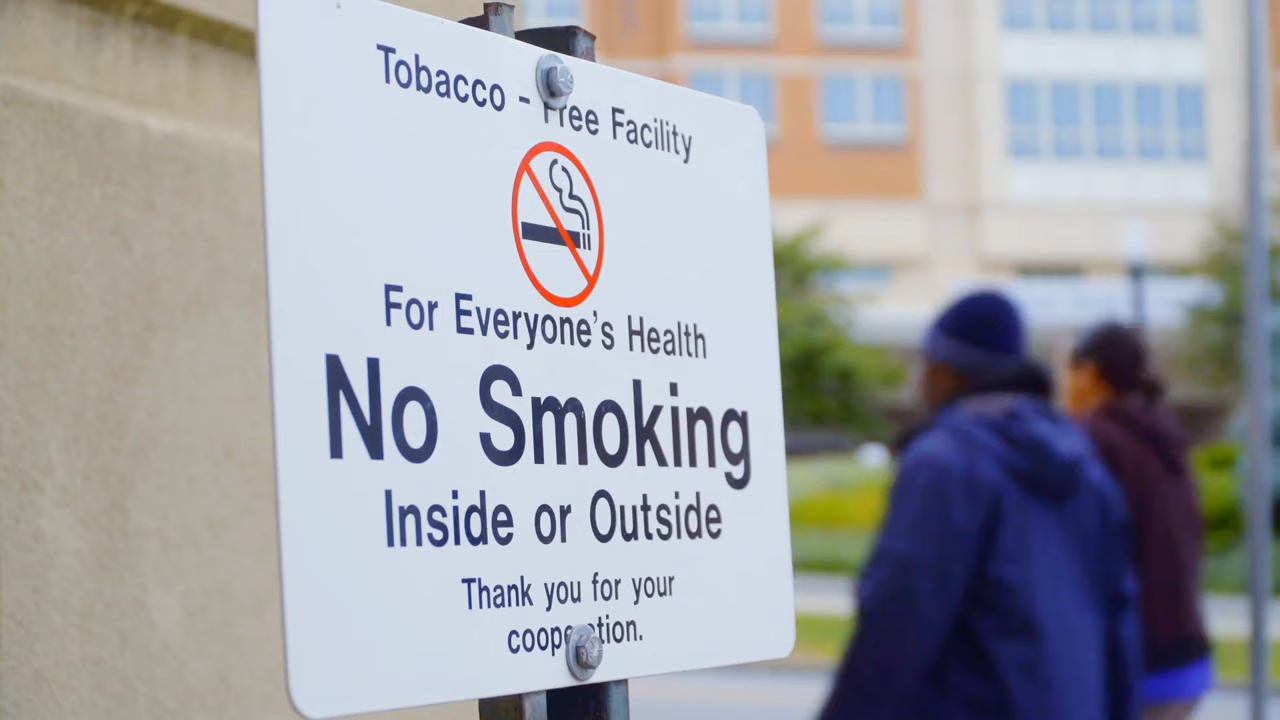 Tobacco - Free Facility
For Everyone's Health
No Smoking
Inside or Outside
Thank you for your
cooperation.